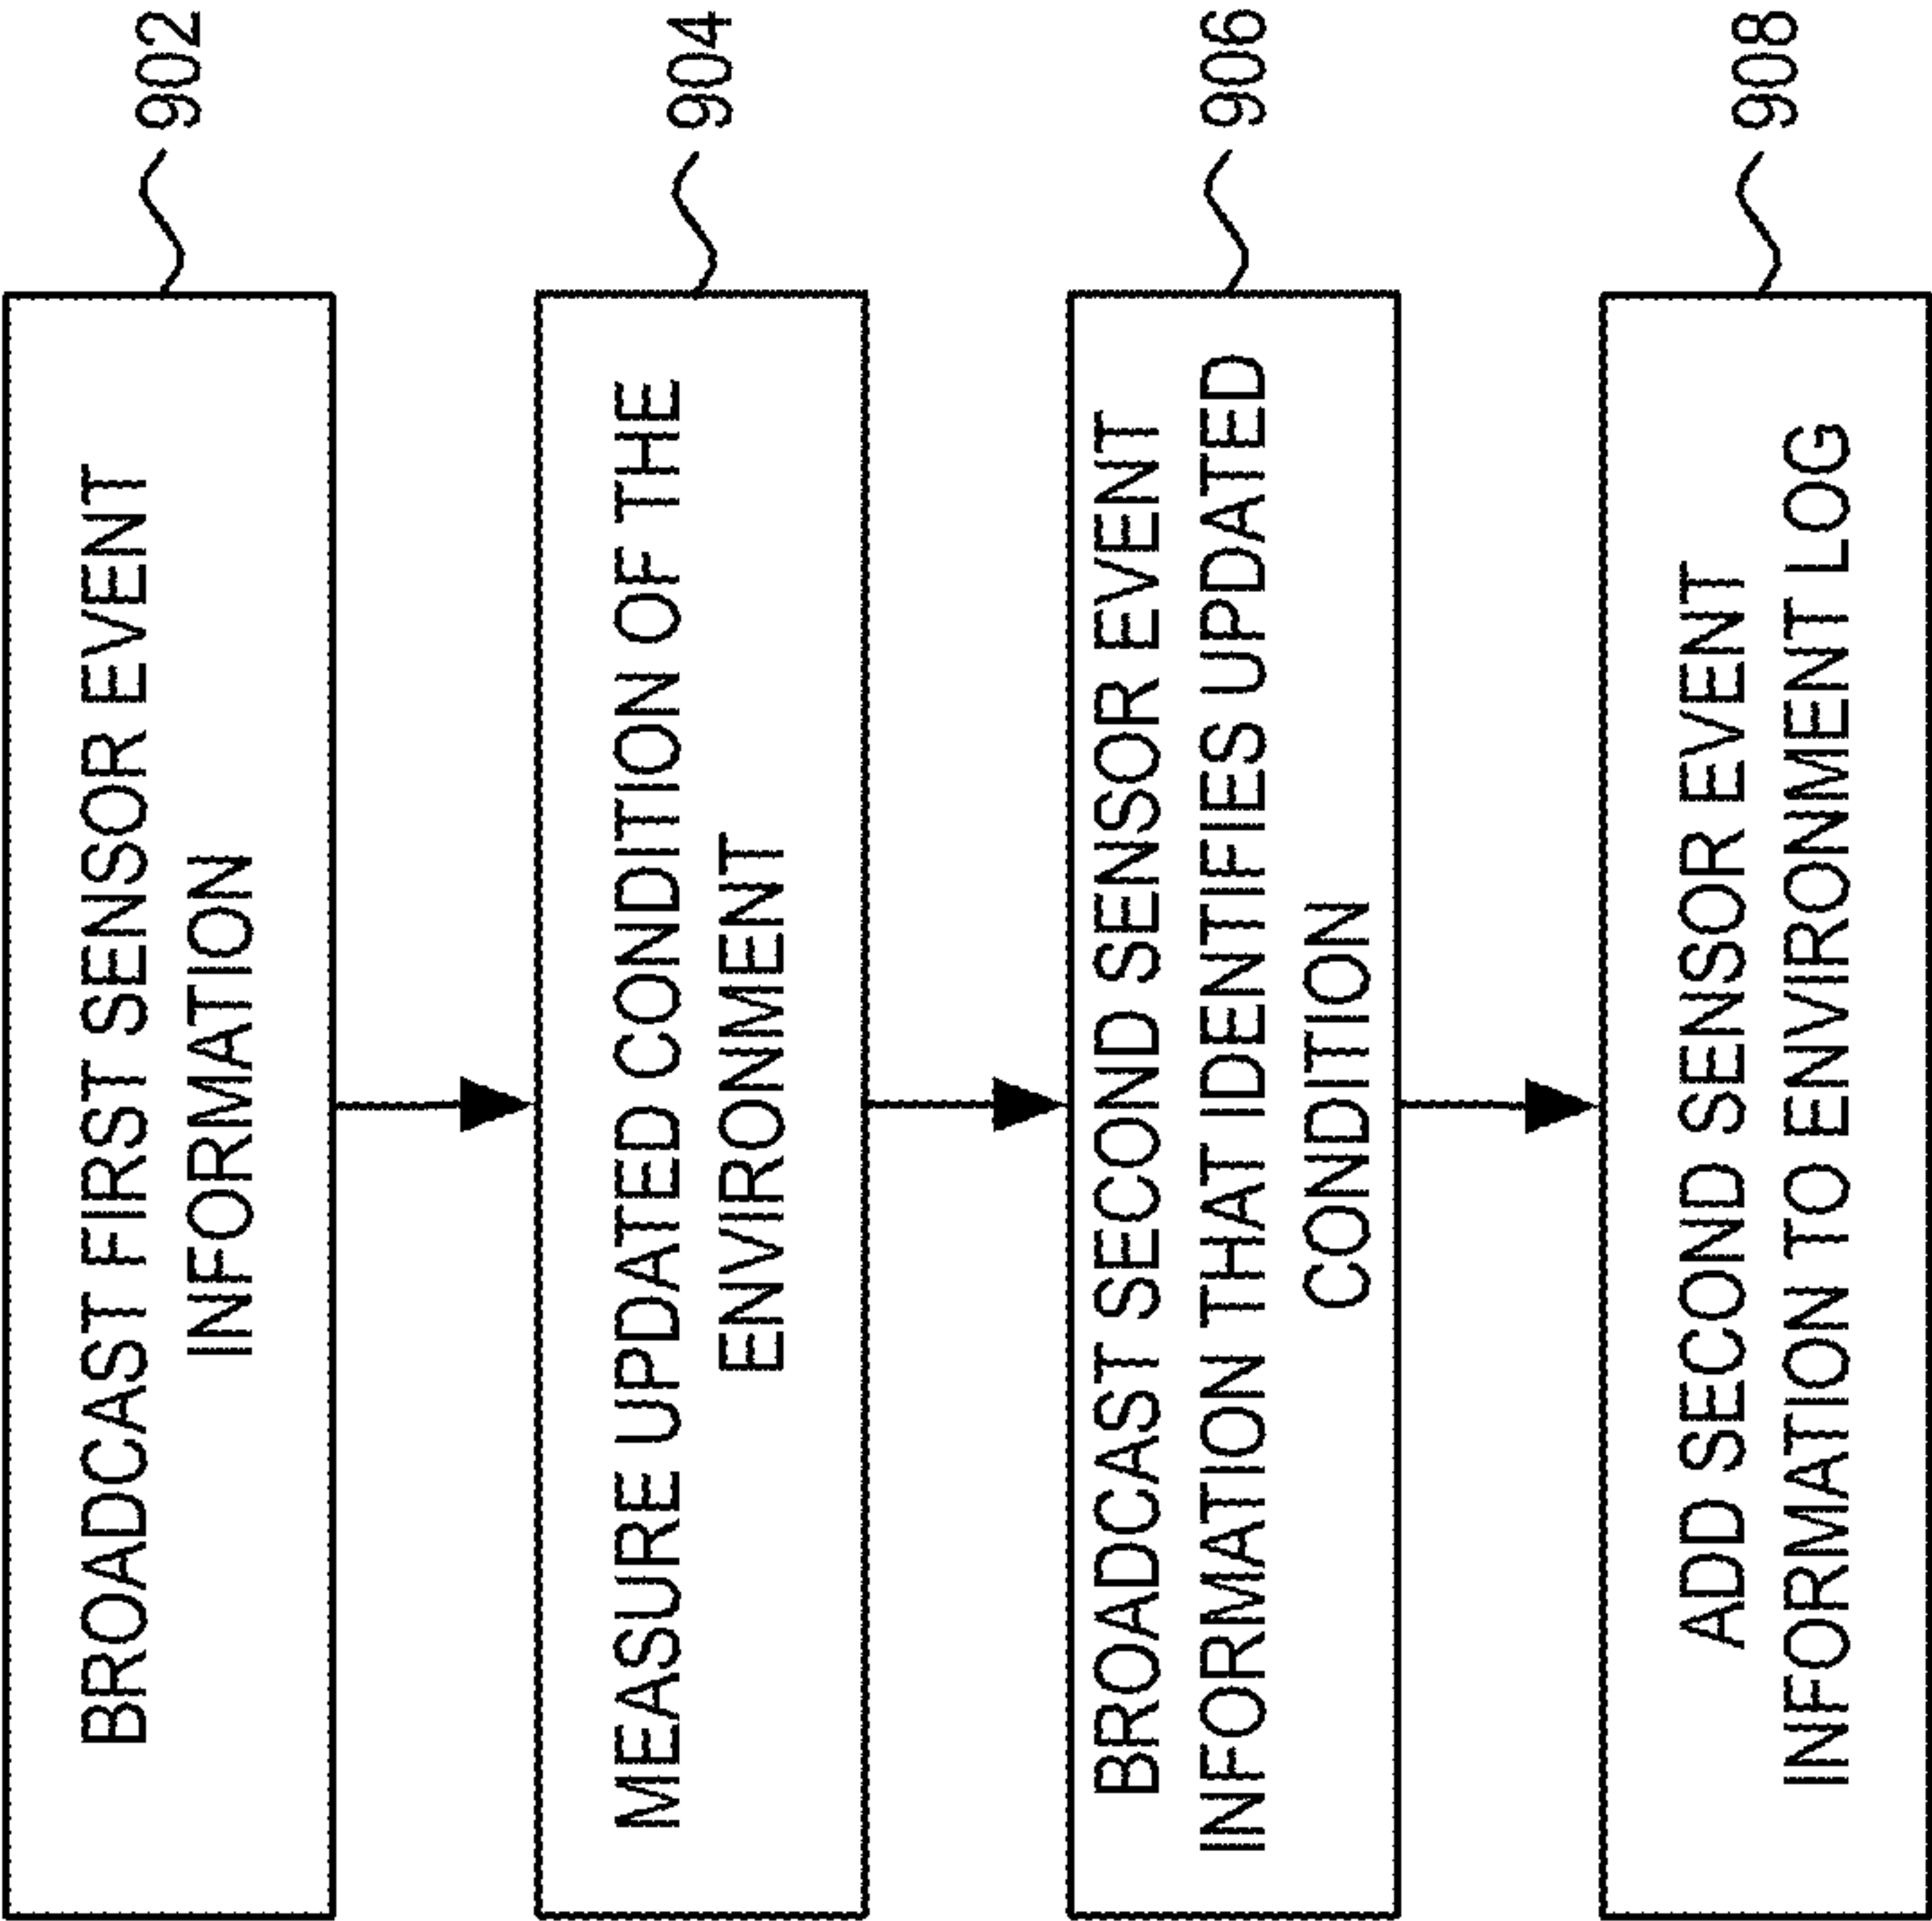 BROADCAST FIRST SENSOR EVENT
INFORMATION
902
MEASURE UPDATED CONDITION OF THE
ENVIRONMENT
904
BROADCAST SECOND SENSOR EVENT
INFORMATION THAT IDENTIFIES UPDATED
CONDITION
906
ADD SECOND SENSOR EVENT
INFORMATION TO ENVIRONMENT LOG
908